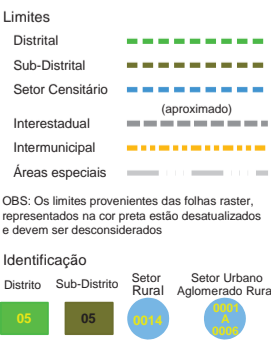 Limites
Distrital
Sub-Distrital
Setor Censitário
(aproximado)
Interestadual
Intermunicipal
Áreas especiais
OBS: Os limites provenientes das folhas raster,
representados na cor preta estão desatualizados
e devem ser desconsiderados
Identificação
Distrito Sub-Distrito Setor Rural Setor Urbano Aglomerado Rura
05 05 0014 0001 A 0006